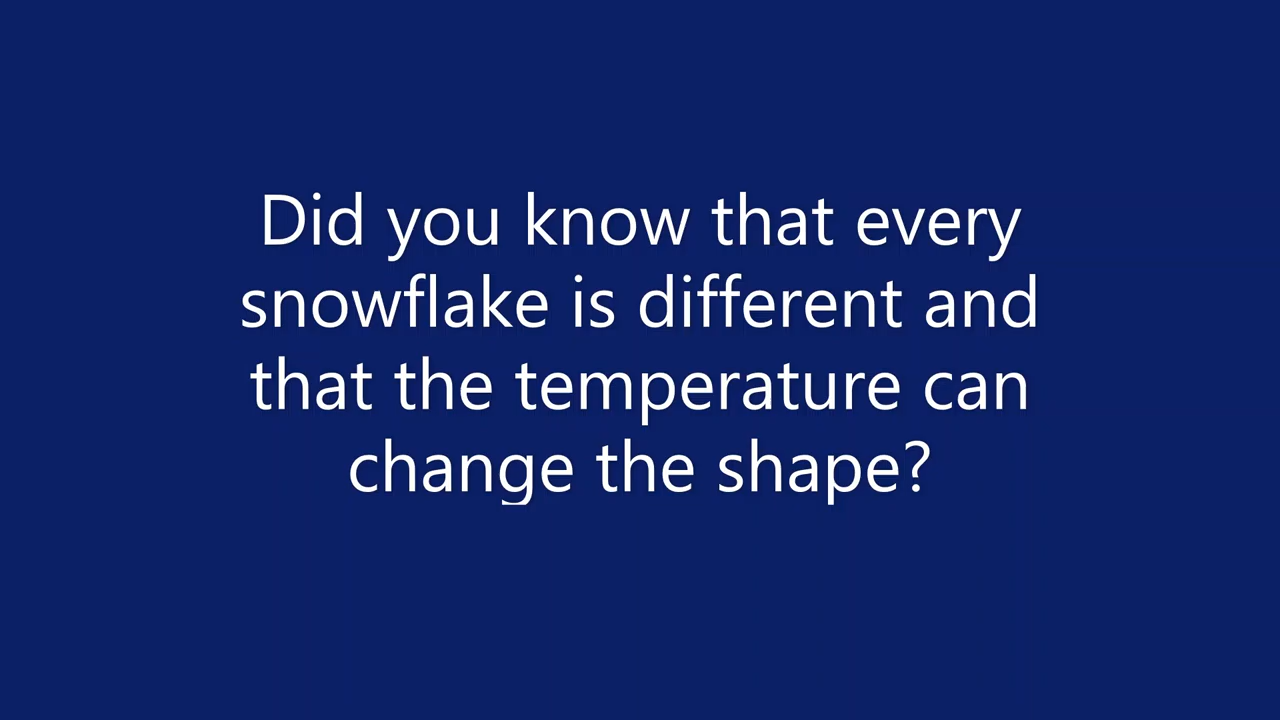 Did you know that every
snowflake is different and
that the temperature can
change the shape?